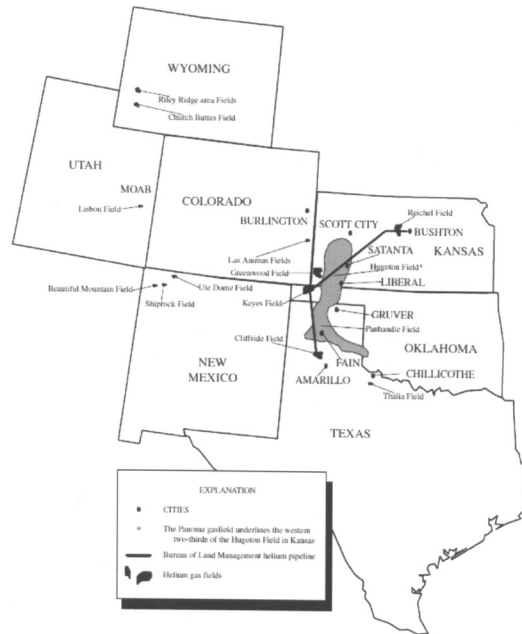 WYOMING
Riley Ridge area Fields
Church Buttes Field
UTAH
MOAB
Lisbon Field
COLORADO
BURLINGTON
SCOTT CITY
Reichel Field
BUSHTON
SATANTA
KANSAS
Las Animas Fields
Greenwood Field
Hugoton Field*
LIBERAL
Beautiful Mountain Field
Ute Dome Field
Shiprock Field
Keyes Field
GRUVER
Panhandle Field
Cliffside Field
OKLAHOMA
FAIN
NEW
MEXICO
AMARILLO
CHILLICOTHE
Thalia Field
TEXAS
EXPLANATION
CITIES
* The Panoma gasfield underlines the western
two-thirds of the Hugoton Field in Kansas
Bureau of Land Management helium pipeline
Helium gas fields